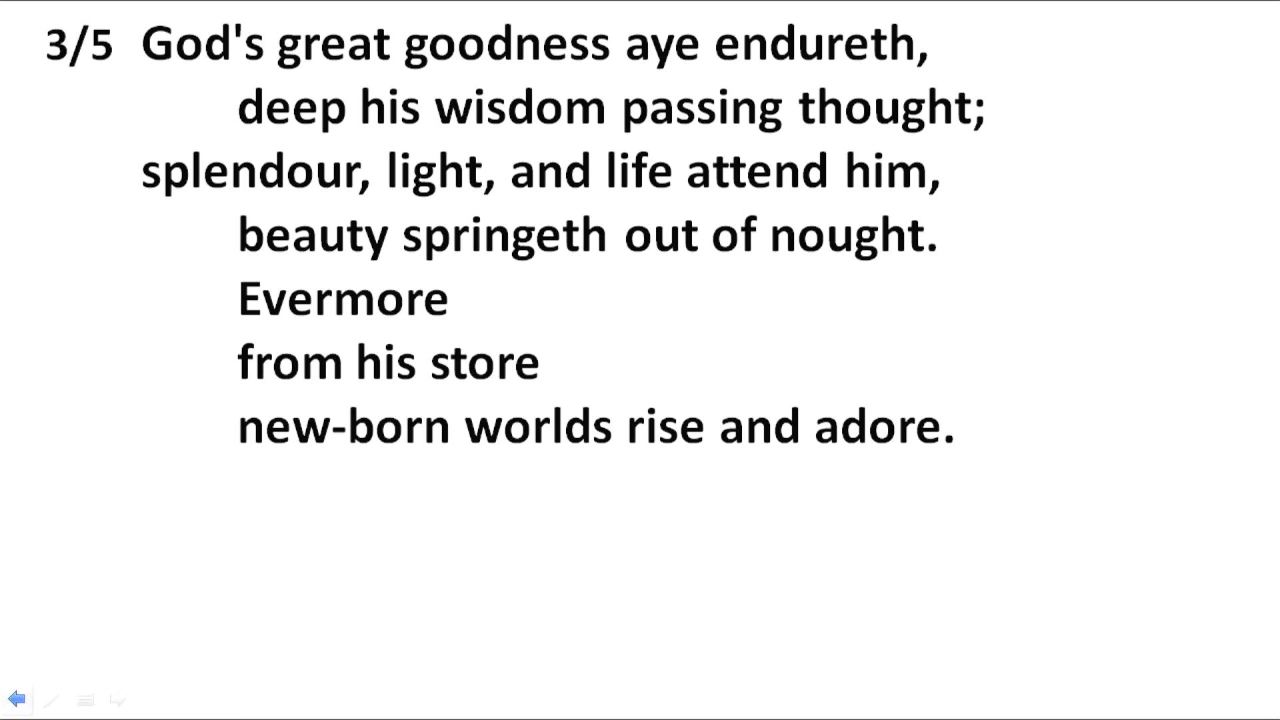 3/5 God's great goodness aye endureth,
deep his wisdom passing thought;
splendour, light, and life attend him,
beauty springeth out of nought.
Evermore
from his store
new-born worlds rise and adore.